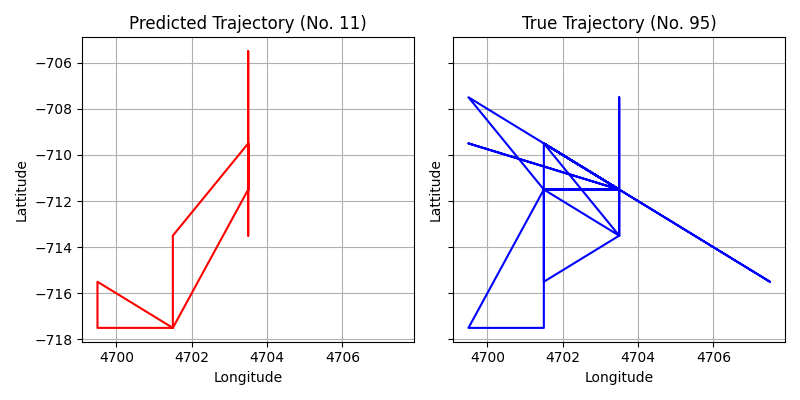 Predicted Trajectory (No. 11)
Lattitude
−706
−708
−710
−712
−714
−716
−718
4700 4702 4704 4706
Longitude
True Trajectory (No. 95)
Lattitude
4700 4702 4704 4706
Longitude